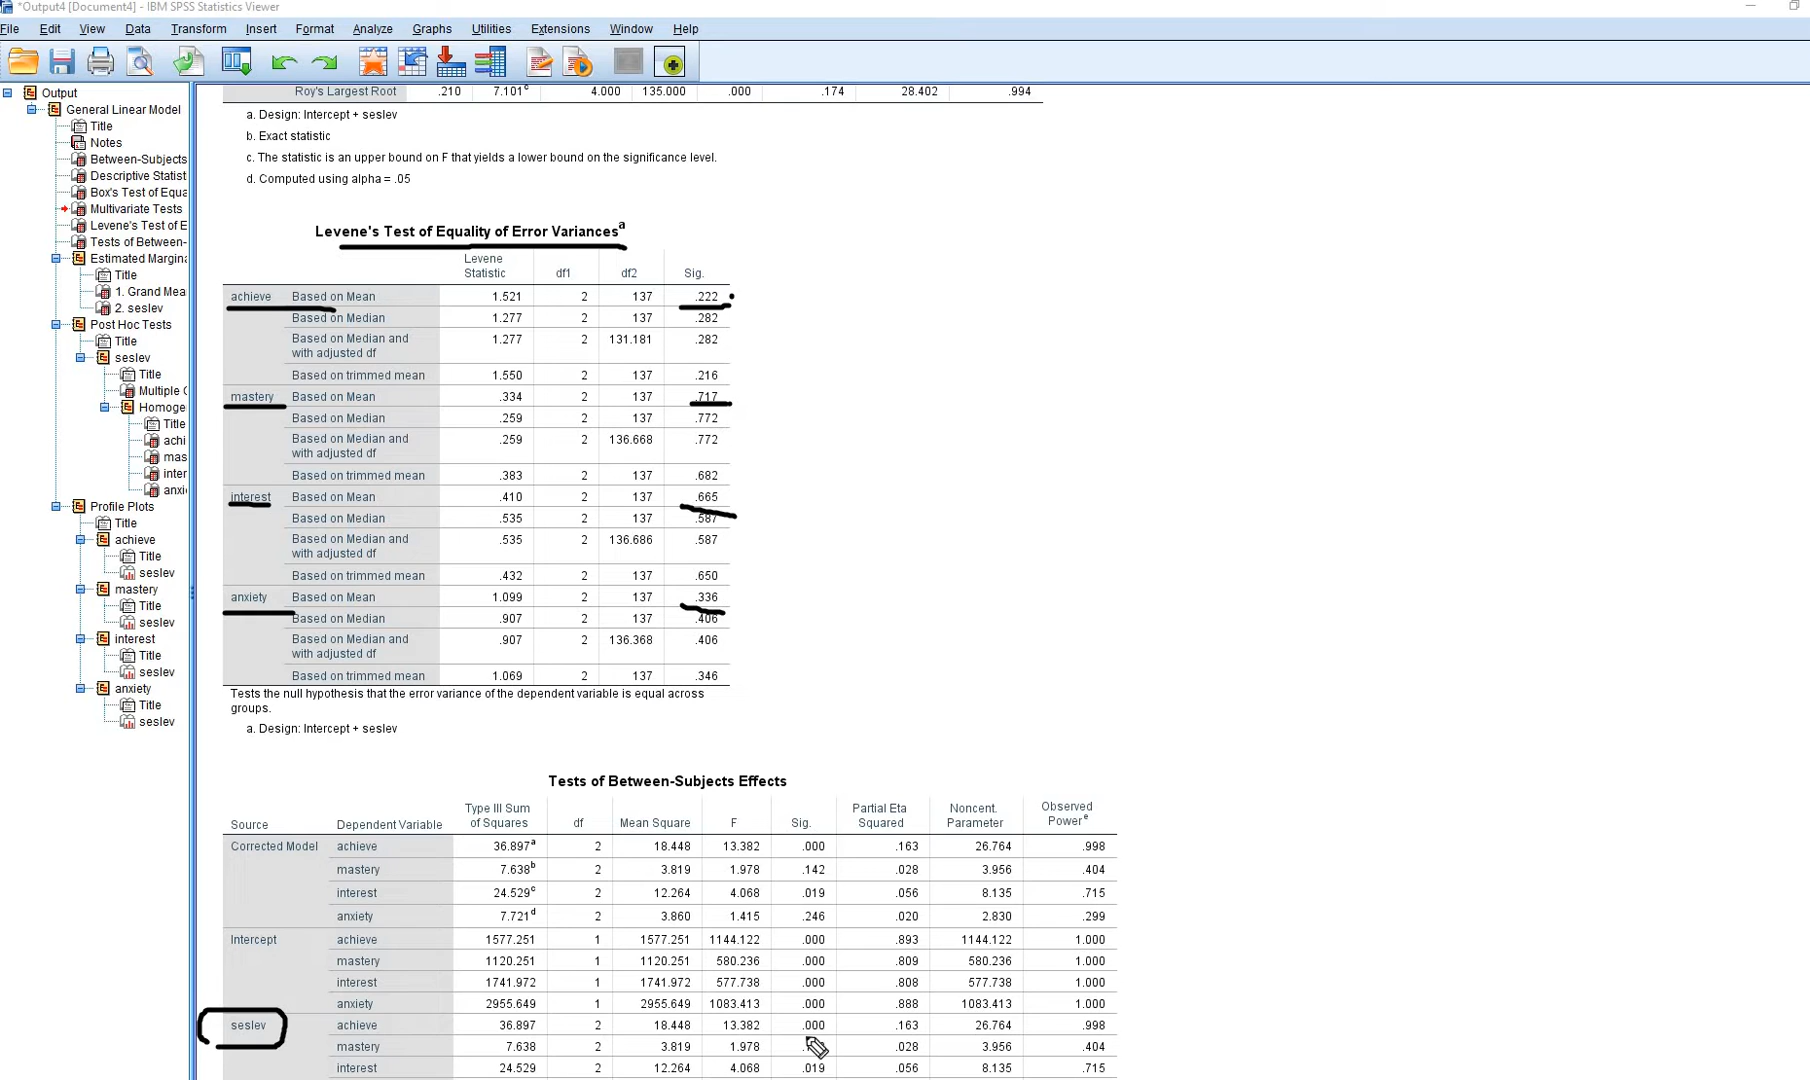 *Output4 [Document4] - IBM SPSS Statistics Viewer
File Edit View Data Transform Insert Format Analyze Graphs Utilities Extensions Window Help
Output
General Linear Model
Title
Notes
Between-Subjects
Descriptive Statist
Box's Test of Equa
Multivariate Tests
Levene's Test of E
Tests of Between-
Estimated Margina
Title
1. Grand Mea
2. seslev
Post Hoc Tests
Title
seslev
Title
Multiple C
Homoge
Title
achi
mas
inter
anxi
Profile Plots
Title
achieve
Title
seslev
mastery
Title
seslev
interest
Title
seslev
anxiety
Title
seslev
Roy's Largest Root .210 7.101c 4.000 135.000 .000 .174 28.402 .994
a. Design: Intercept + seslev
b. Exact statistic
c. The statistic is an upper bound on F that yields a lower bound on the significance level.
d. Computed using alpha = .05
Levene's Test of Equality of Error Variancesa
Levene
Statistic df1 df2 Sig.
achieve Based on Mean 1.521 2 137 .222
Based on Median 1.277 2 137 .282
Based on Median and
with adjusted df 1.277 2 131.181 .282
Based on trimmed mean 1.550 2 137 .216
mastery Based on Mean .334 2 137 .717
Based on Median .259 2 137 .772
Based on Median and
with adjusted df .259 2 136.668 .772
Based on trimmed mean .383 2 137 .682
interest Based on Mean .410 2 137 .665
Based on Median .535 2 137 .587
Based on Median and
with adjusted df .535 2 136.686 .587
Based on trimmed mean .432 2 137 .650
anxiety Based on Mean 1.099 2 137 .336
Based on Median .907 2 137 .406
Based on Median and
with adjusted df .907 2 136.368 .406
Based on trimmed mean 1.069 2 137 .346
Tests the null hypothesis that the error variance of the dependent variable is equal across
groups.
a. Design: Intercept + seslev
Tests of Between-Subjects Effects
Source Dependent Variable Type III Sum of Squares df Mean Square F Sig. Partial Eta Squared Noncent. Parameter Observed Powere
Corrected Model achieve 36.897a 2 18.448 13.382 .000 .163 26.764 .998
mastery 7.638b 2 3.819 1.978 .142 .028 3.956 .404
interest 24.529c 2 12.264 4.068 .019 .056 8.135 .715
anxiety 7.721d 2 3.860 1.415 .246 .020 2.830 .299
Intercept achieve 1577.251 1 1577.251 1144.122 .000 .893 1144.122 1.000
mastery 1120.251 1 1120.251 580.236 .000 .809 580.236 1.000
interest 1741.972 1 1741.972 577.738 .000 .808 577.738 1.000
anxiety 2955.649 1 2955.649 1083.413 .000 .888 1083.413 1.000
seslev achieve 36.897 2 18.448 13.382 .000 .163 26.764 .998
mastery 7.638 2 3.819 1.978 .028 3.956 .404
interest 24.529 2 12.264 4.068 .019 .056 8.135 .715